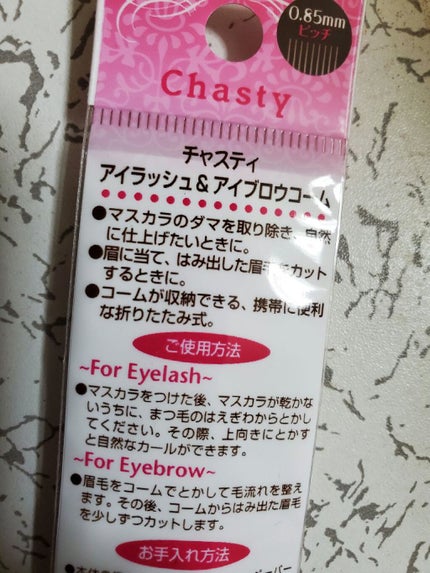 0.85mm
ピッチ
Chasty
チャスティ
アイラッシュ&アイブロウコーム
●マスカラのダマを取り除き、自然
に仕上げたいときに。
●眉に当て、はみ出した眉毛をカット
するときに。
●コームが収納できる、携帯に便利
な折りたたみ式。
ご使用方法
~For Eyelash~
●マスカラをつけた後、マスカラが乾かな
いうちに、まつ毛のはえぎわからとかし
てください。その際、上向きにとかす
と自然なカールができます。
~For Eyebrow~
●眉毛をコームでとかして毛流れを整え
ます。その後、コームからはみ出た眉毛
を少しずつカットします。
お手入れ方法